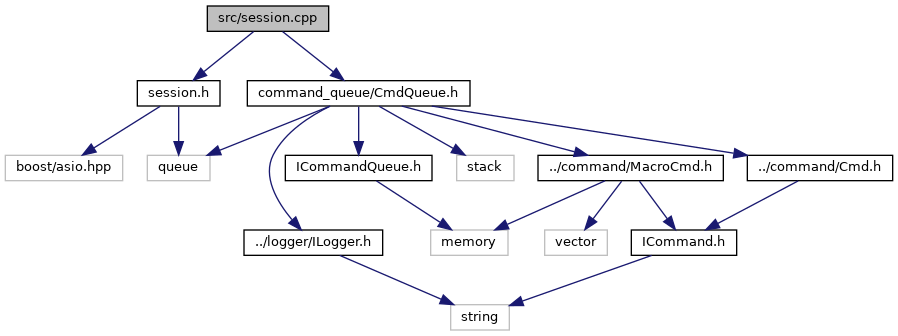 src/session.cpp
session.h
command_queue/CmdQueue.h
boost/asio.hpp
queue
ICommandQueue.h
stack
../command/MacroCmd.h
../command/Cmd.h
../logger/ILogger.h
memory
vector
ICommand.h
string